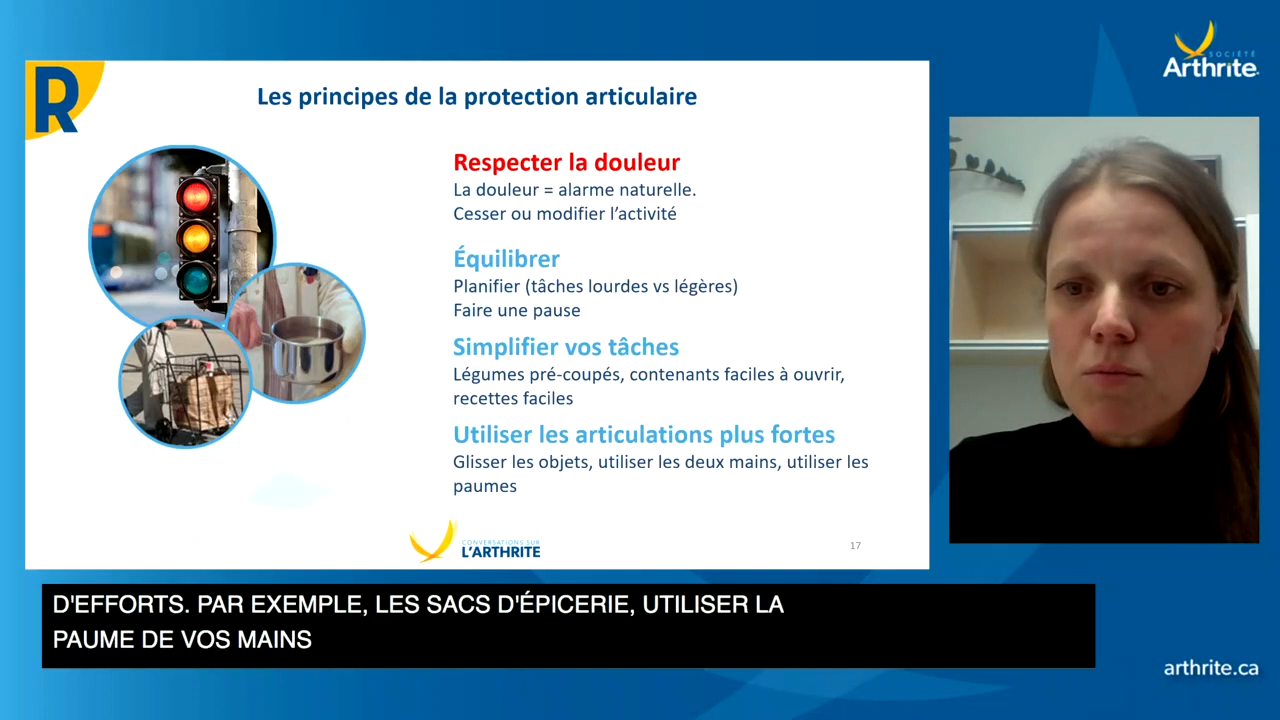 SOCIÉTÉ
Arthrite
R
Les principes de la protection articulaire
Respecter la douleur
La douleur = alarme naturelle.
Cesser ou modifier l'activité
Équilibrer
Planifier (tâches lourdes vs légères)
Faire une pause
Simplifier vos tâches
Légumes pré-coupés, contenants faciles à ouvrir,
recettes faciles
Utiliser les articulations plus fortes
Glisser les objets, utiliser les deux mains, utiliser les
paumes
CONVERSATIONS SUR
L'ARTHRITE
17
D'EFFORTS. PAR EXEMPLE, LES SACS D'ÉPICERIE, UTILISER LA
PAUME DE VOS MAINS
arthrite.ca